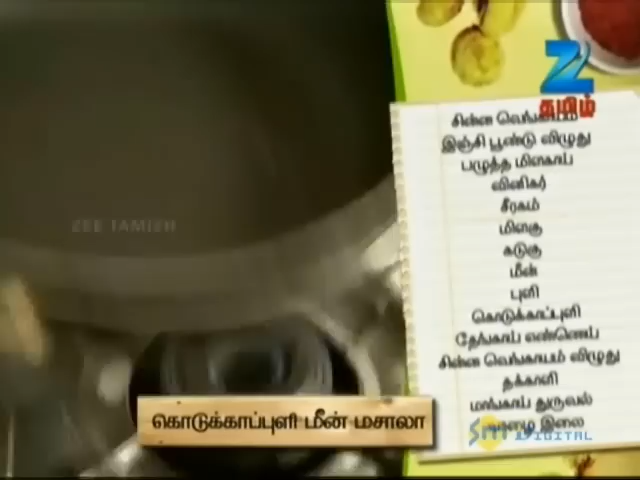 தமிழ்
சின்ன வெங்காயம்
இஞ்சி பூண்டு விழுது
பழுத்த மிளகாய்
வினிகர்
சீரகம்
மிளகு
கடுகு
மீன்
புளி
கொடுக்காப்புளி
தேங்காய் எண்ணெய்
சின்ன வெங்காயம் விழுது
தக்காளி
மாங்காய் துருவல்
இலை
ZEE TAMIZH
கொடுக்காப்புளி மீன் மசாலா
DIGITAL